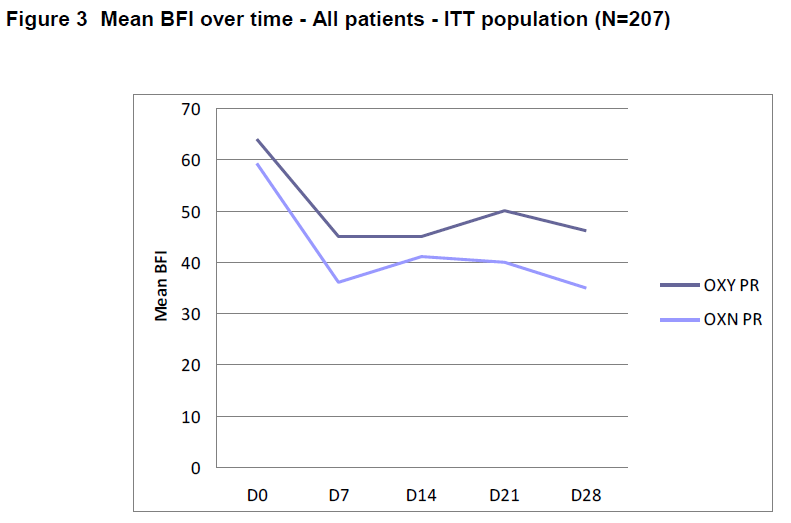 Figure 3 Mean BFI over time - All patients - ITT population (N=207)
70
60
50
40
30
20
10
0
Mean BFI
D0 D7 D14 D21 D28
OXY PR
OXN PR